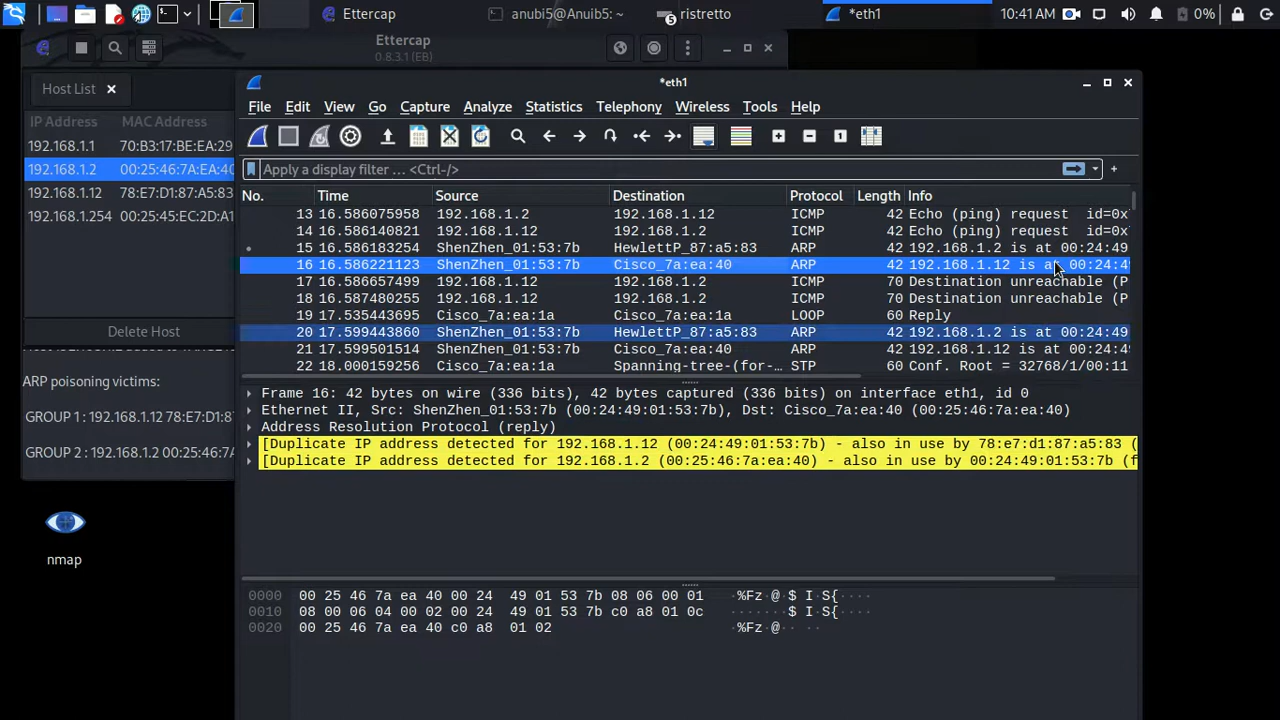 Ettercap
anubi5@Anuib5: ~
5
ristretto
*eth1
10:41 AM
0%
Ettercap
0.8.3.1 (EB)
Host List
IP Address MAC Address
192.168.1.1 70:B3:17:BE:EA:29
192.168.1.2 00:25:46:7A:EA:40
192.168.1.12 78:E7:D1:87:A5:83
192.168.1.254 00:25:45:EC:2D:A1
Delete Host
ARP poisoning victims:
GROUP 1 : 192.168.1.12 78:E7:D1:8
GROUP 2 : 192.168.1.2 00:25:46:7A
nmap
*eth1
File Edit View Go Capture Analyze Statistics Telephony Wireless Tools Help
1
Apply a display filter ... <Ctrl-/>
+
No. Time Source Destination Protocol Length Info
13 16.586075958 192.168.1.2 192.168.1.12 ICMP 42 Echo (ping) request id=0x
14 16.586140821 192.168.1.12 192.168.1.2 ICMP 42 Echo (ping) request id=0x
15 16.586183254 ShenZhen_01:53:7b HewlettP_87:a5:83 ARP 42 192.168.1.2 is at 00:24:49
16 16.586221123 ShenZhen_01:53:7b Cisco_7a:ea:40 ARP 42 192.168.1.12 is at 00:24:4
17 16.586657499 192.168.1.12 192.168.1.2 ICMP 70 Destination unreachable (P
18 16.587480255 192.168.1.12 192.168.1.2 ICMP 70 Destination unreachable (P
19 17.535443695 Cisco_7a:ea:1a Cisco_7a:ea:1a LOOP 60 Reply
20 17.599443860 ShenZhen_01:53:7b HewlettP_87:a5:83 ARP 42 192.168.1.2 is at 00:24:49
21 17.599501514 ShenZhen_01:53:7b Cisco_7a:ea:40 ARP 42 192.168.1.12 is at 00:24:4
22 18.000159256 Cisco_7a:ea:1a Spanning-tree-(for-… STP 60 Conf. Root = 32768/1/00:11
Frame 16: 42 bytes on wire (336 bits), 42 bytes captured (336 bits) on interface eth1, id 0
Ethernet II, Src: ShenZhen_01:53:7b (00:24:49:01:53:7b), Dst: Cisco_7a:ea:40 (00:25:46:7a:ea:40)
Address Resolution Protocol (reply)
[Duplicate IP address detected for 192.168.1.12 (00:24:49:01:53:7b) - also in use by 78:e7:d1:87:a5:83 (
[Duplicate IP address detected for 192.168.1.2 (00:25:46:7a:ea:40) - also in use by 00:24:49:01:53:7b (f
0000 00 25 46 7a ea 40 00 24 49 01 53 7b 08 06 00 01 ·%Fz·@·$ I·S{····
0010 08 00 06 04 00 02 00 24 49 01 53 7b c0 a8 01 0c ·······$ I·S{····
0020 00 25 46 7a ea 40 c0 a8 01 02 ·%Fz·@·· ··